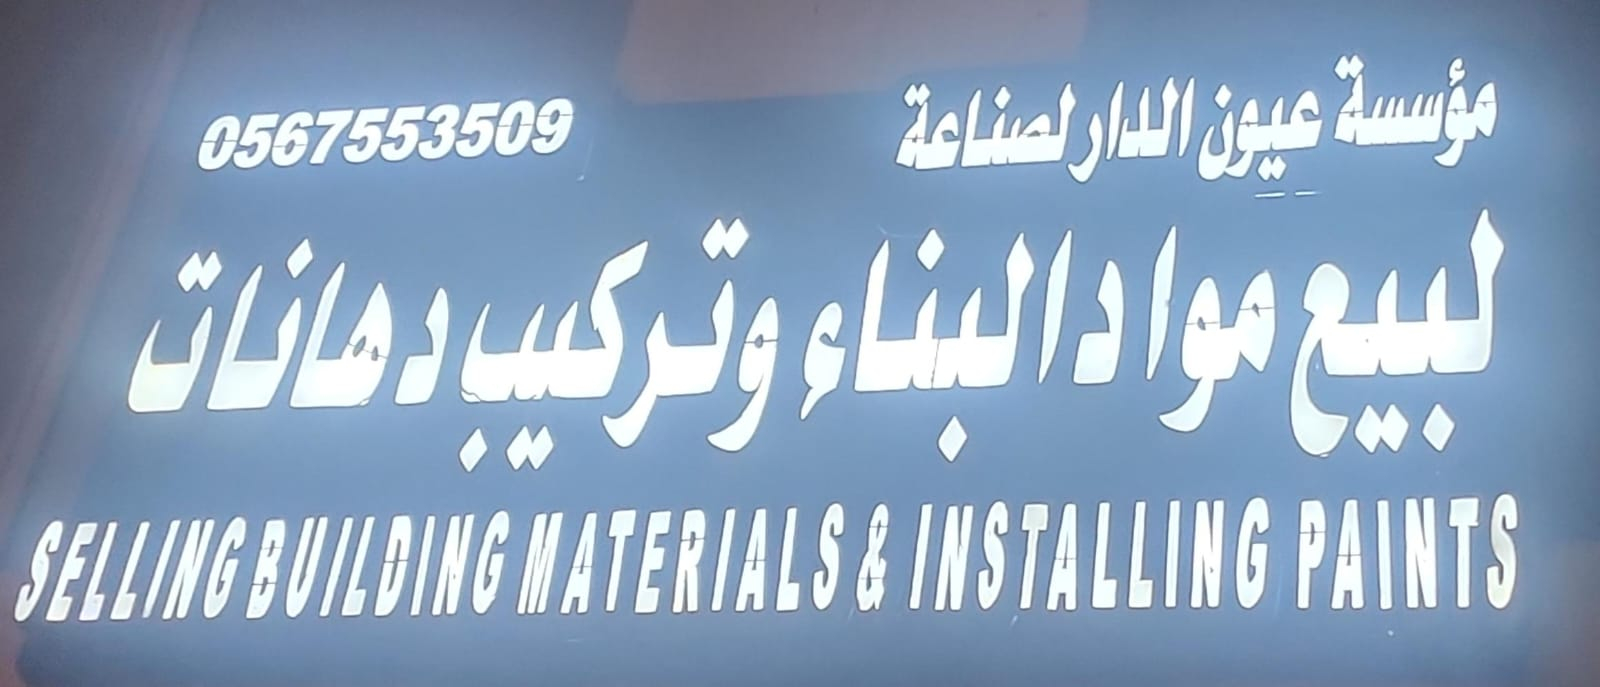 مؤسسة عيون الدار لصناعة 0567553509
لبيع مواد البناء وتركيب دهانات
SELLING BUILDING MATERIALS & INSTALLING PAINTS